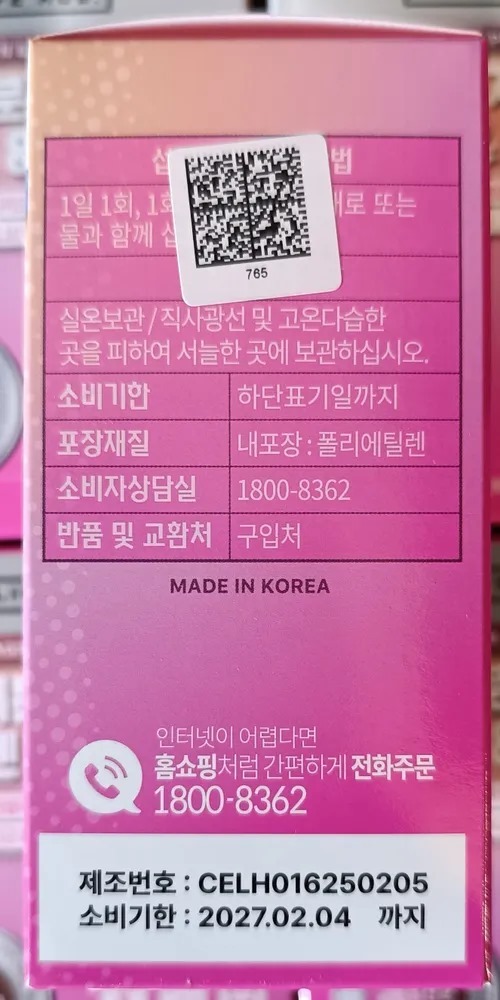 법
765
1일 1회, 또는
물과 함께
실온보관 / 직사광선 및 고온다습한
곳을 피하여 서늘한 곳에 보관하십시오.
소비기한 하단표기일까지
포장재질 내포장 : 폴리에틸렌
소비자상담실 1800-8362
반품 및 교환처 구입처
MADE IN KOREA
인터넷이 어렵다면
홈쇼핑처럼 간편하게 전화주문
1800-8362
제조번호 : CELH016250205
소비기한 : 2027.02.04 까지